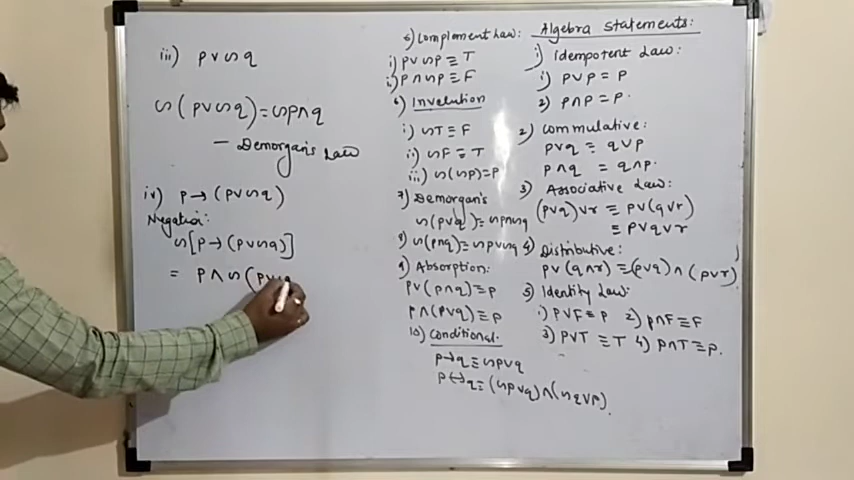 iii) p∨∽q
∽(p∨∽q)=∽p∧q
– Demorgan's Law
iv) p→(p∨∽q)
Negation:
∽[p→(p∨∽q)]
= p∧∽(p∨∽q
Algebra Statements:
1) Idempotent Law:
1) p∨p = p
2) p∧p = p.
2) Commutative:
p∨q ≡ q∨p
p∧q = q∧p.
3) Associative Law:
(p∨q)∨r ≡ p∨(q∨r)
≡ p∨q∨r
4) Distributive:
p∨(q∧r) ≡(p∨q)∧(p∨r)
5) Identity Law:
1) p∨F≡p 2) p∧F≡F
3) p∨T≡T 4) p∧T≡p.
5) Complement Law:
i) p∨∽p≡T
ii) p∧∽p≡F
6) Involution
i) ∽T≡F
ii) ∽F≡T
iii) ∽(∽p)=p
7) Demorgan's
∽(p∨q)≡∽p∧∽q
8) ∽(p∧q)≡∽p∨∽q
9) Absorption:
p∨(p∧q)≡p
p∧(p∨q)≡p
10) Conditional.
p→q≡∽p∨q
p↔q≡(∽p∨q)∧(∽q∨p).